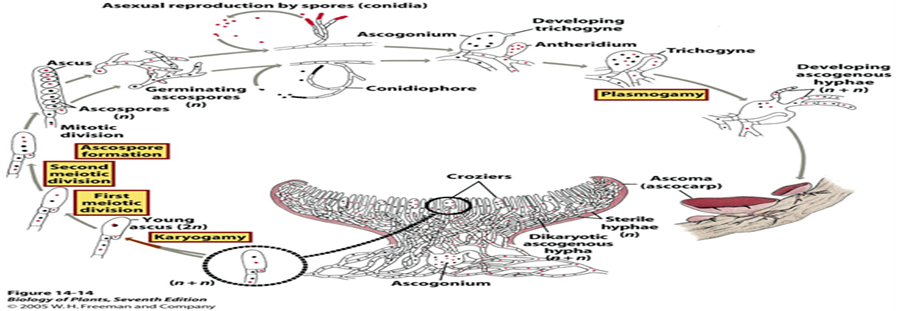 Asexual reproduction by spores (conidia)
Ascogonium
Developing
trichogyne
Antheridium
Trichogyne
Plasmogamy
Developing
ascogenous
hyphae
(n + n)
Ascus
Germinating
ascospores
(n)
Conidiophore
Ascospores
(n)
Mitotic
division
Ascospore
formation
Second
meiotic
division
First
meiotic
division
Young
ascus (2n)
Karyogamy
(n + n)
Croziers
Ascoma
(ascocarp)
Sterile
hyphae
(n)
Dikaryotic
ascogenous
hypha
(n + n)
Ascogonium
Figure 14-14
Biology of Plants, Seventh Edition
© 2005 W. H. Freeman and Company